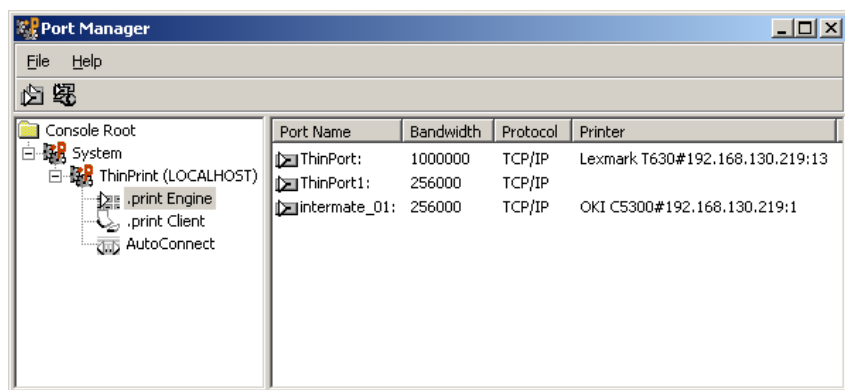 Port Manager
File Help
Console Root
System
ThinPrint (LOCALHOST)
.print Engine
.print Client
AutoConnect
Port Name Bandwidth Protocol Printer
ThinPort: 1000000 TCP/IP Lexmark T630#192.168.130.219:13
ThinPort1: 256000 TCP/IP
intermate_01: 256000 TCP/IP OKI C5300#192.168.130.219:1